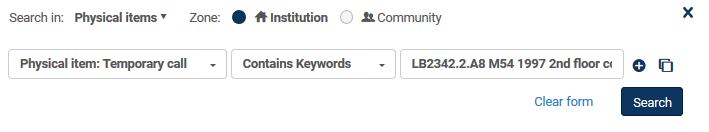 Search in: Physical items Zone: Institution Community
Physical item: Temporary call Contains Keywords LB2342.2.A8 M54 1997 2nd floor
Clear form Search